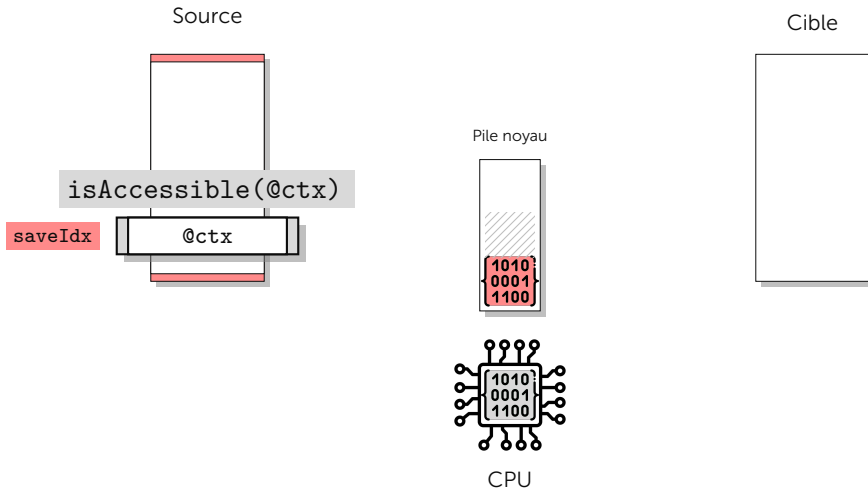 Source
Cible
Pile noyau
isAccessible(@ctx)
saveIdx
@ctx
1010
0001
1100
1010
0001
1100
CPU